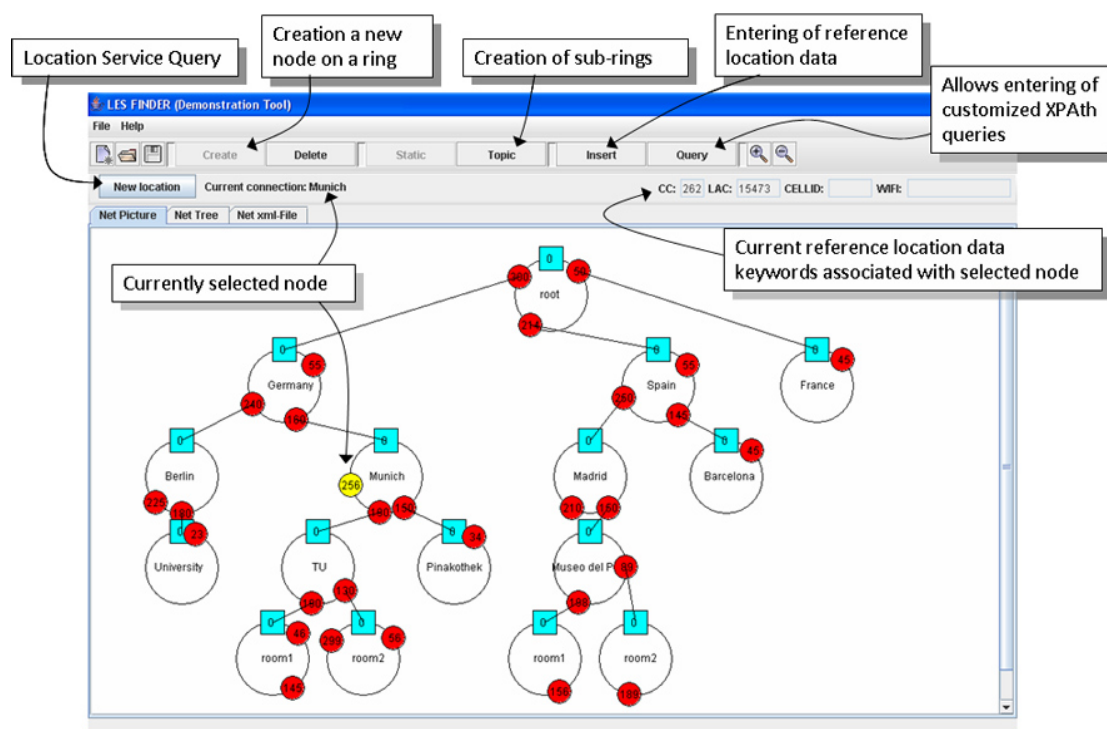 Location Service Query
Creation a new
node on a ring
Creation of sub-rings
Entering of reference
location data
Allows entering of
customized XPAth
queries
LES FINDER (Demonstration Tool)
File Help
Create Delete Static Topic Insert Query
New location Current connection: Munich CC: 262 LAC: 15473 CELLID: WIFI:
Net Picture Net Tree Net xml-File
Currently selected node
Current reference location data
keywords associated with selected node
0
50
root
214
0 0 0
55 55 45
Germany Spain France
240 160 250 145
0 0 0 0
45
Berlin Munich Madrid Barcelona
256
225 180 150 210 160
0 23 0 0 34 0
University TU Pinakothek Museo del P 89
130
0 0 0 0
46 299
room1 room2 room1 room2
145 156 189